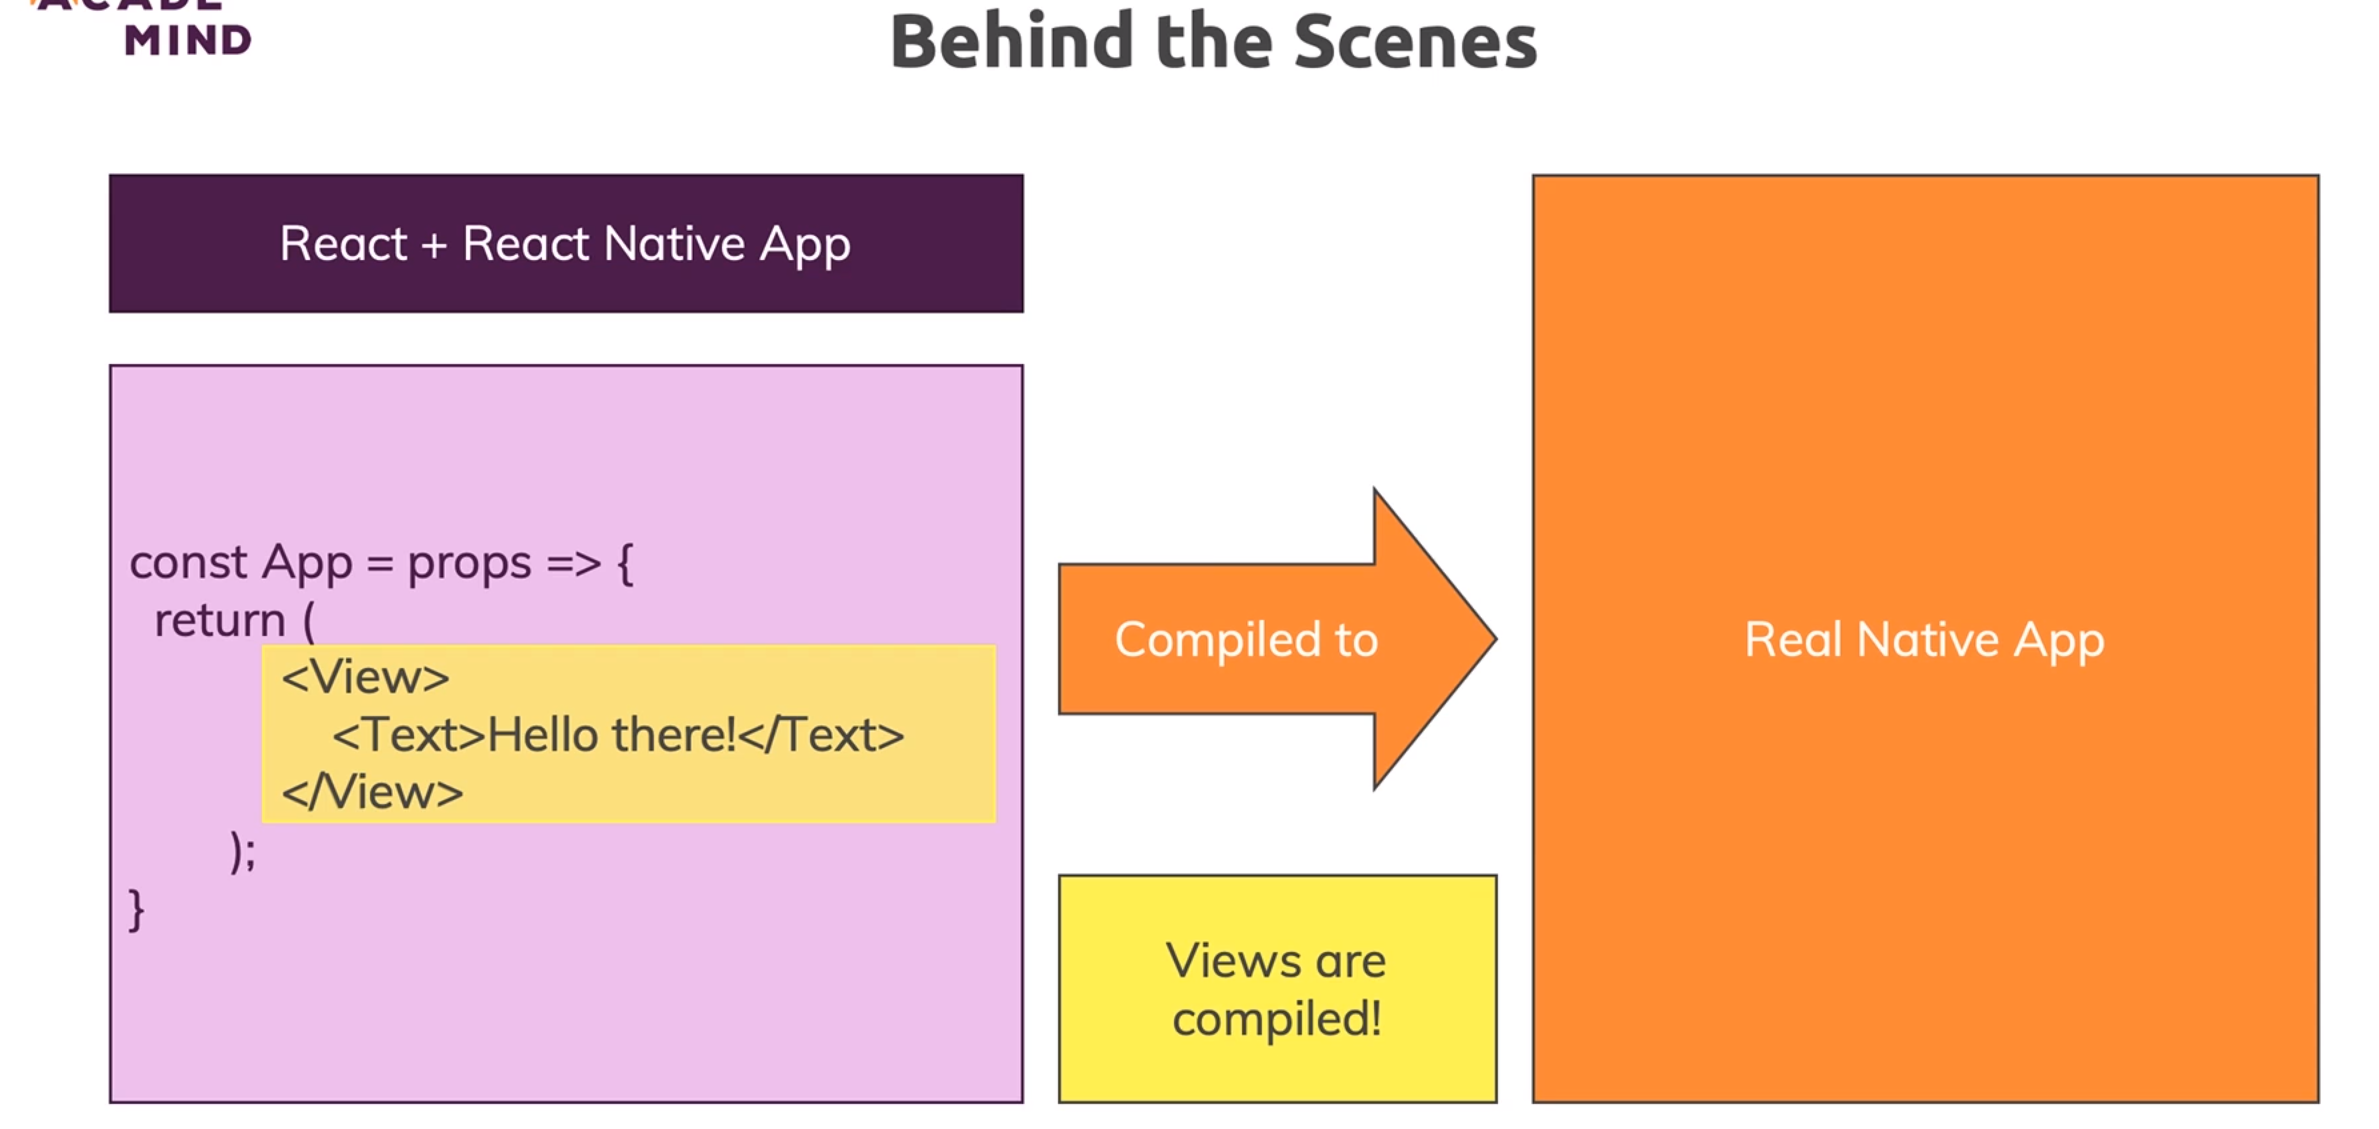 ACADE
MIND
Behind the Scenes
React + React Native App
const App = props => {
return (
<View>
<Text>Hello there!</Text>
</View>
);
}
Compiled to
Views are
compiled!
Real Native App